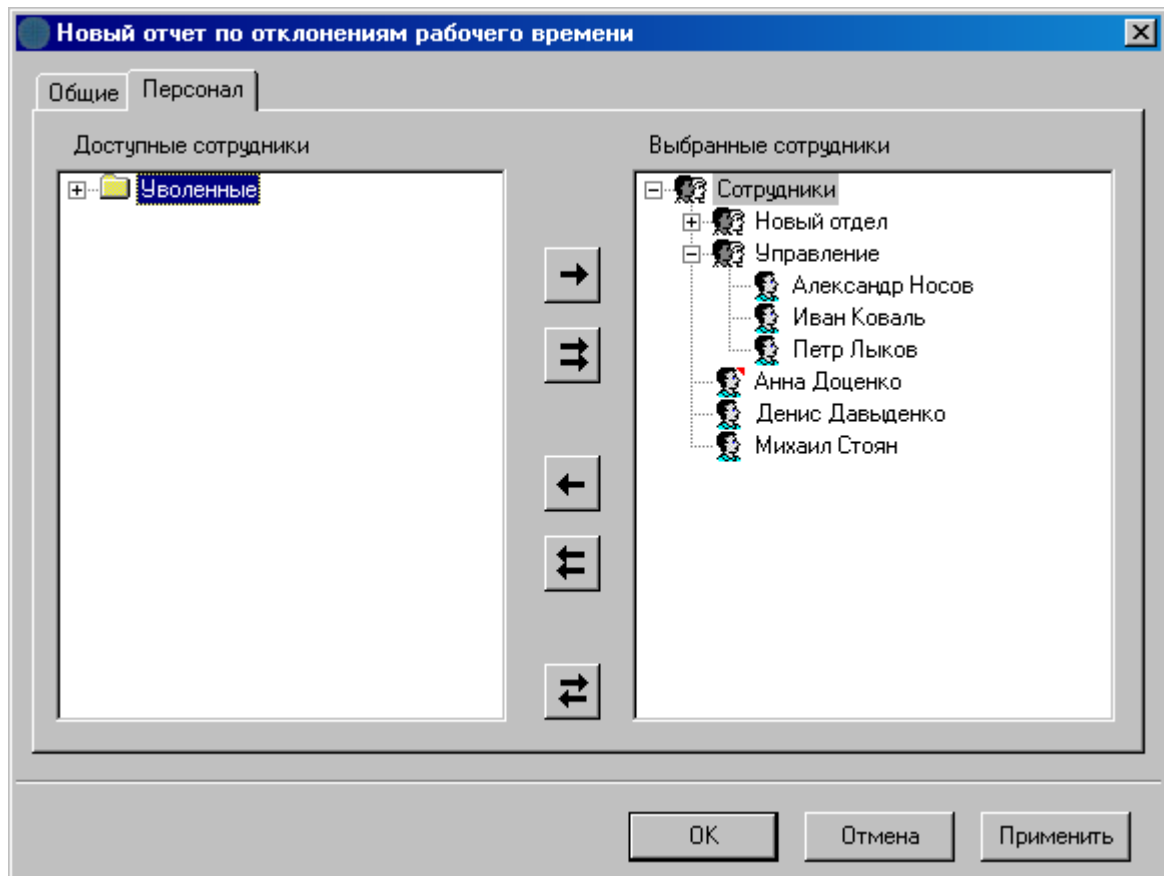 Новый отчет по отклонениям рабочего времени
Общие Персонал
Доступные сотрудники
Уволенные
Выбранные сотрудники
Сотрудники
Новый отдел
Управление
Александр Носов
Иван Коваль
Петр Лыков
Анна Доценко
Денис Давыденко
Михаил Стоян
OK Отмена Применить